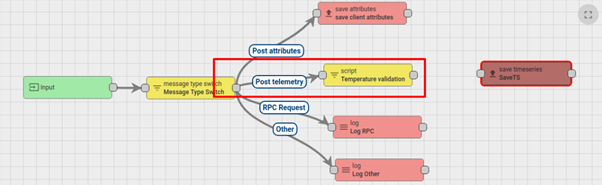 save attributes
save client attributes
Post attributes
script
Temperature validation
save timeseries
SaveTS
input
message type switch
Message Type Switch
Post telemetry
RPC Request
log
Log RPC
Other
log
Log Other